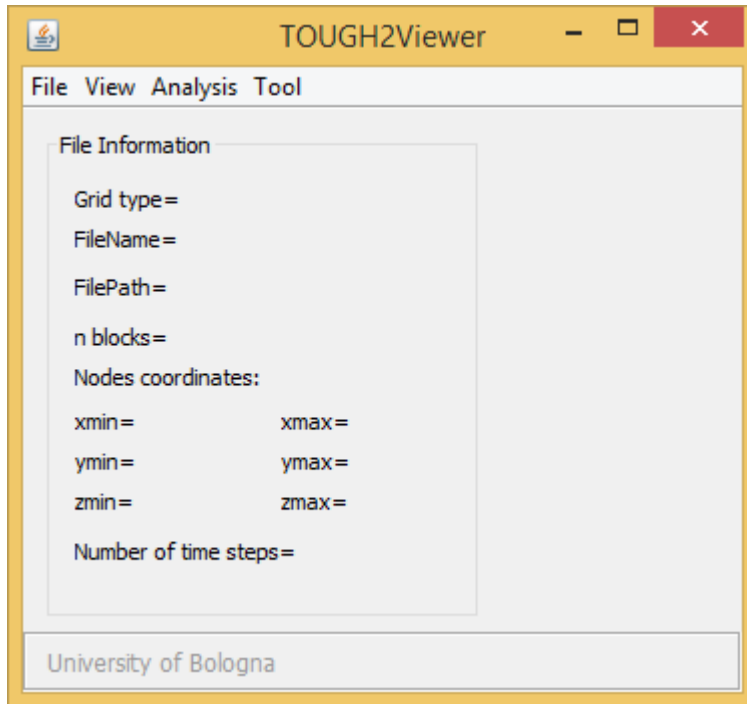 TOUGH2Viewer
File View Analysis Tool
File Information
Grid type=
FileName=
FilePath=
n blocks=
Nodes coordinates:
xmin= xmax=
ymin= ymax=
zmin= zmax=
Number of time steps=
University of Bologna